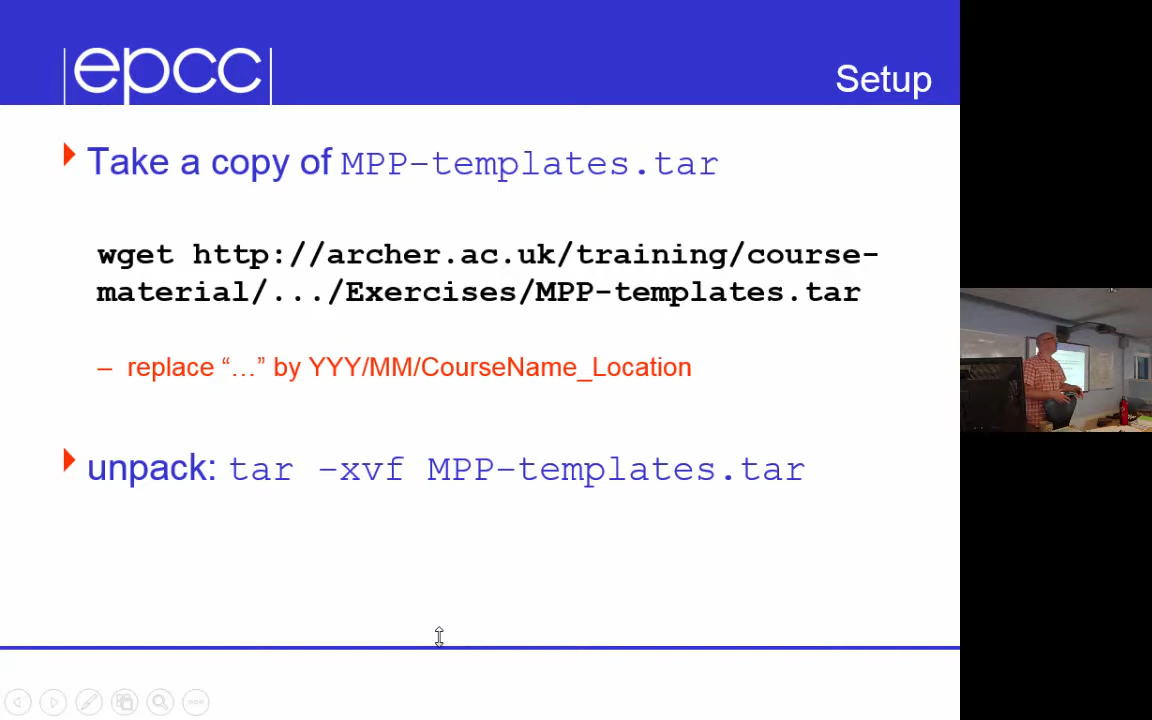 |epcc|
Setup
Take a copy of MPP-templates.tar
wget http://archer.ac.uk/training/course-
material/.../Exercises/MPP-templates.tar
– replace “…” by YYY/MM/CourseName_Location
unpack: tar -xvf MPP-templates.tar